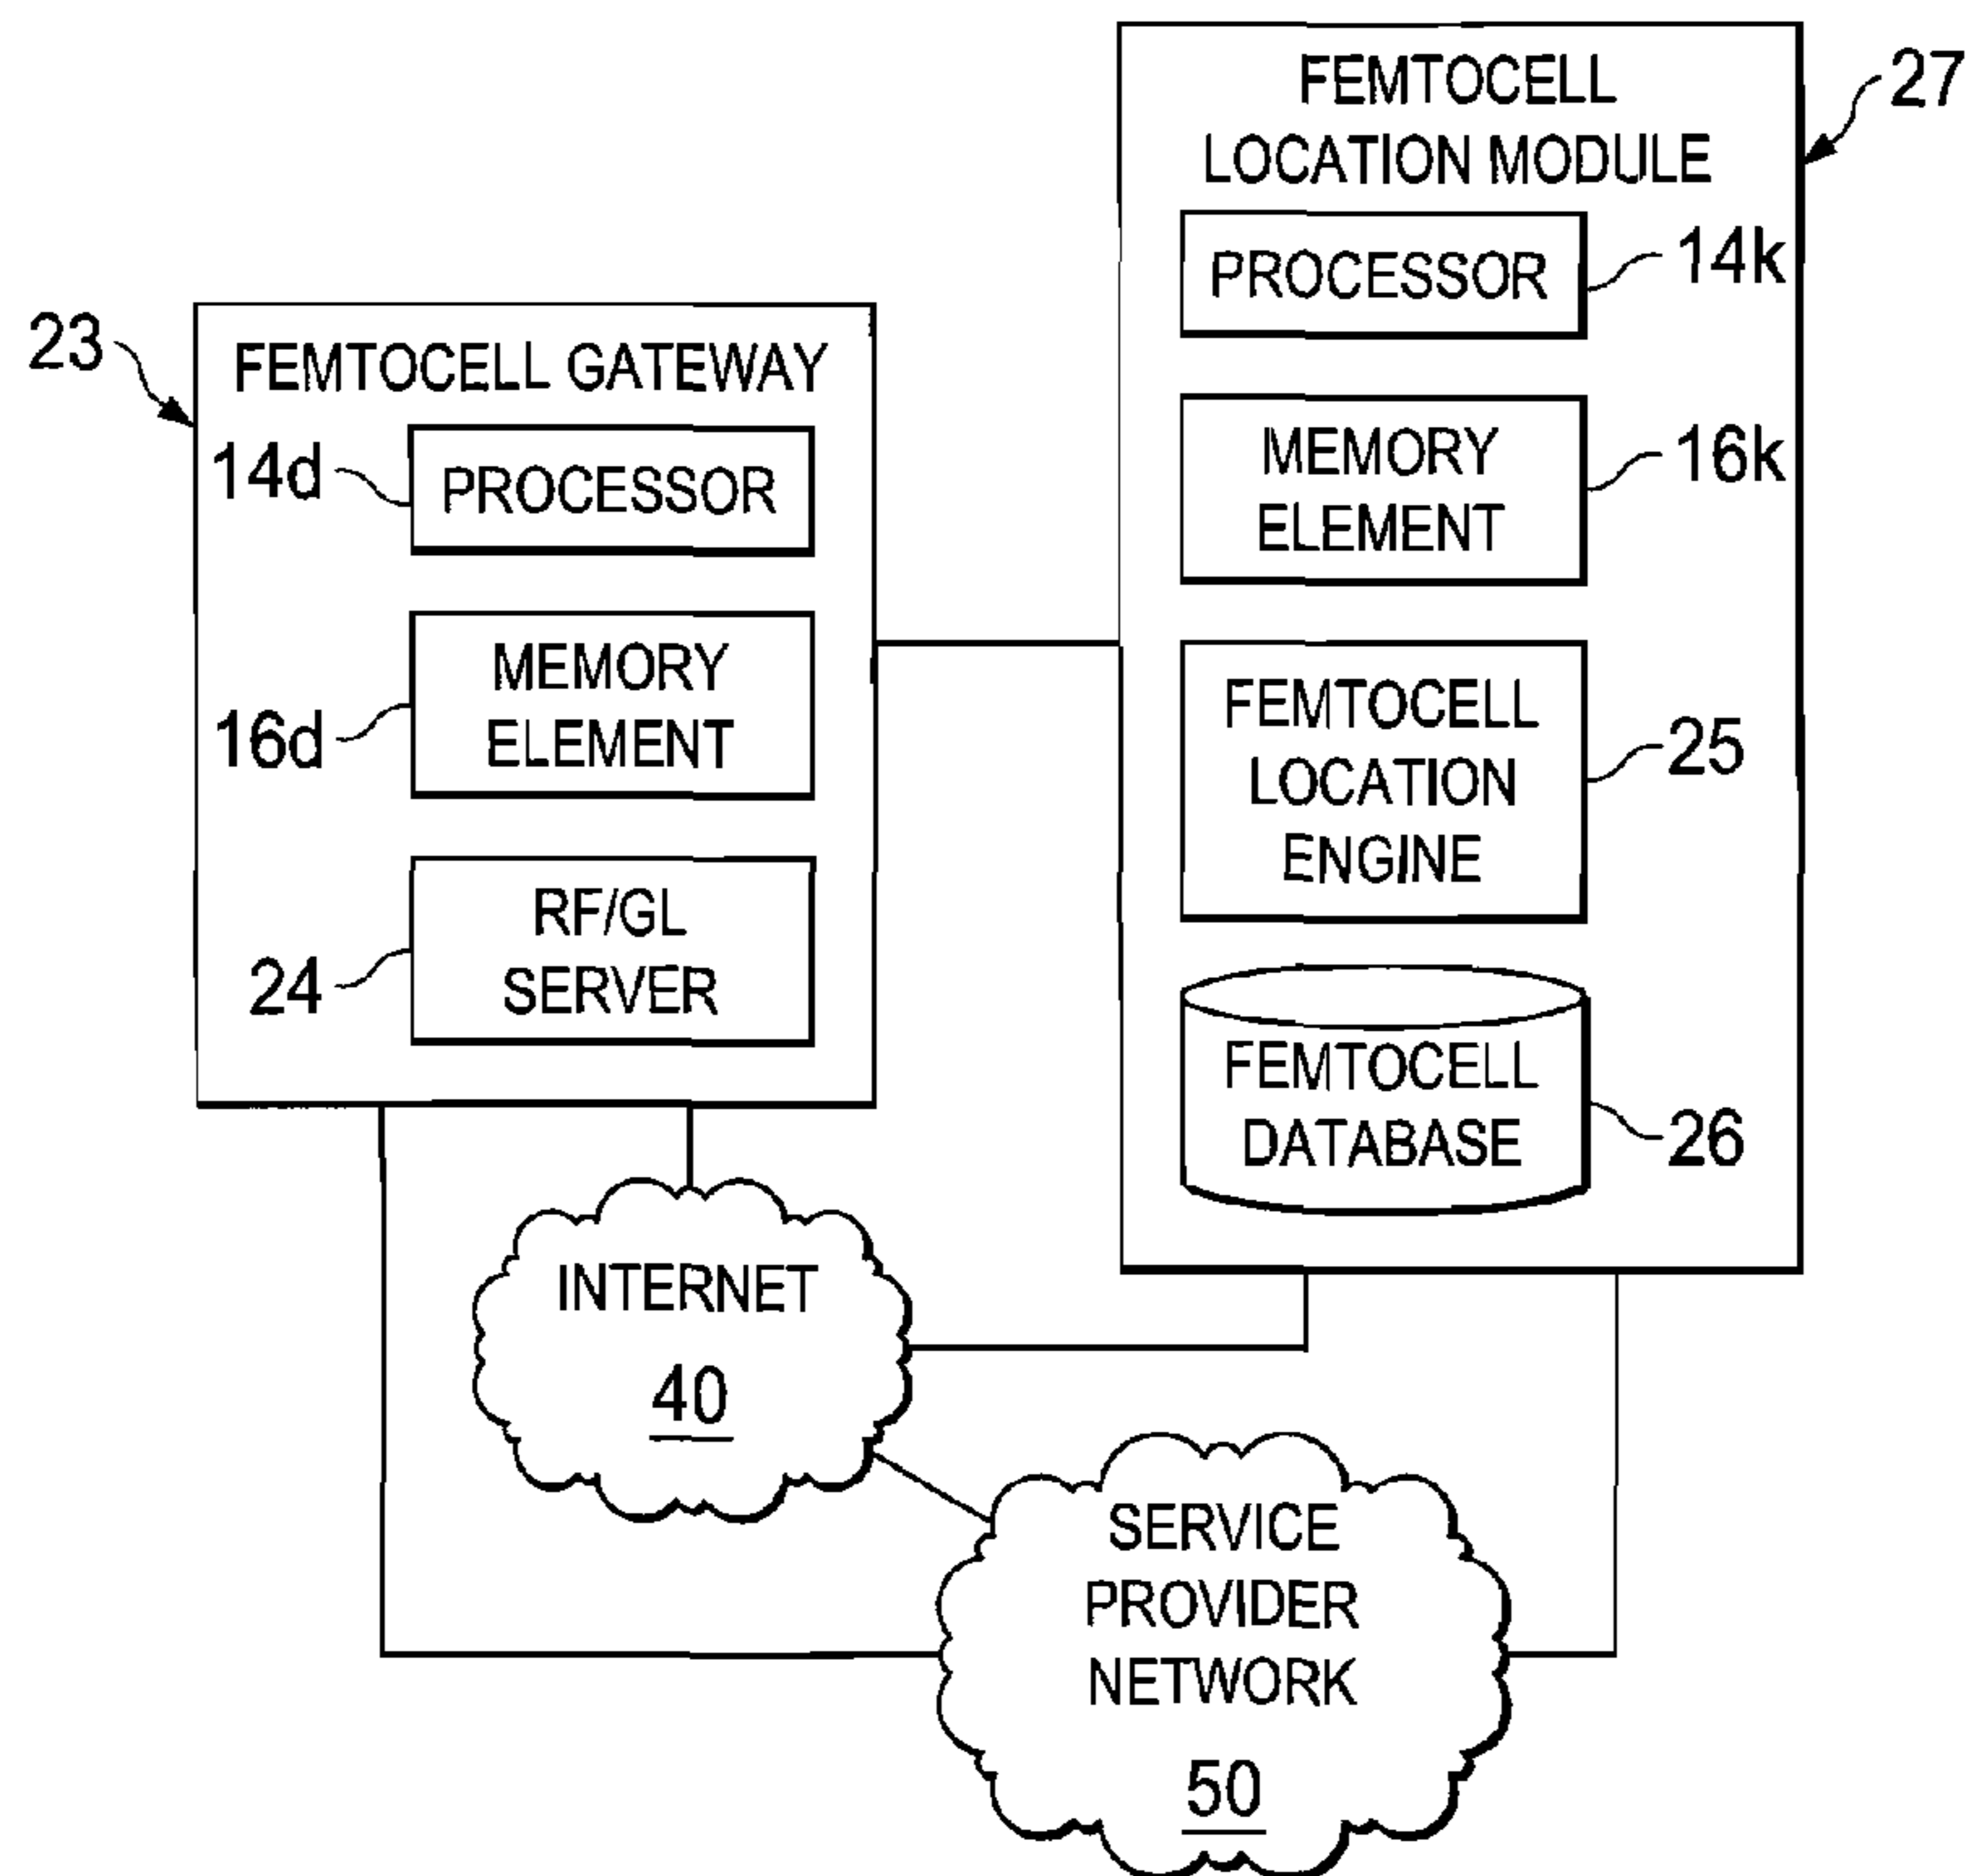 FEMTOCELL
LOCATION MODULE
27
PROCESSOR
14k
MEMORY
ELEMENT
16k
FEMTOCELL
LOCATION
ENGINE
25
FEMTOCELL
DATABASE
26
23
FEMTOCELL GATEWAY
14d
PROCESSOR
MEMORY
ELEMENT
16d
RF/GL
SERVER
24
INTERNET
40
SERVICE
PROVIDER
NETWORK
50